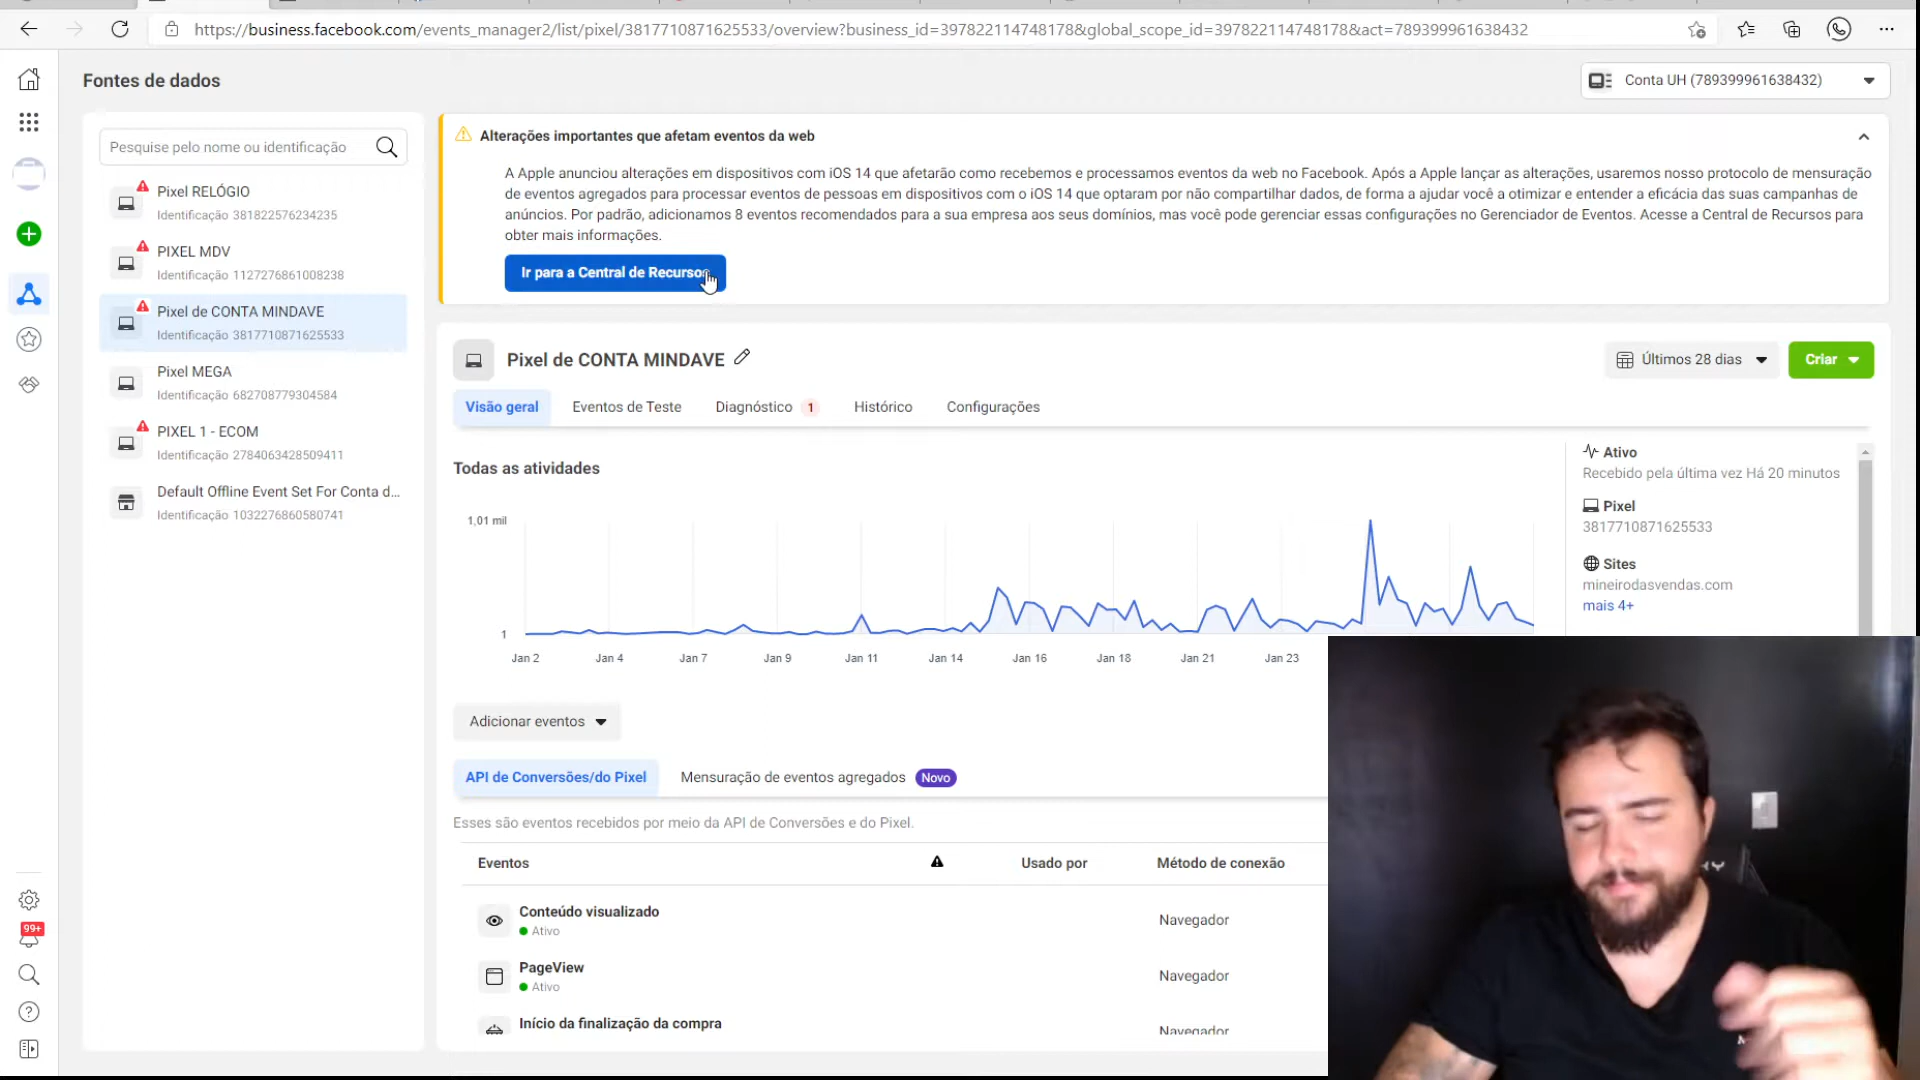 https://business.facebook.com/events_manager2/list/pixel/3817710871625533/overview?business_id=397822114748178&global_scope_id=397822114748178&act=789399961638432
Fontes de dados
Conta UH (789399961638432)
Pesquise pelo nome ou identificação
Pixel RELÓGIO
Identificação 381822576234235
PIXEL MDV
Identificação 1127276861008238
Pixel de CONTA MINDAVE
Identificação 3817710871625533
Pixel MEGA
Identificação 682708779304584
PIXEL 1 - ECOM
Identificação 2784063428509411
Default Offline Event Set For Conta d...
Identificação 1032276860580741
99+
Alterações importantes que afetam eventos da web
A Apple anunciou alterações em dispositivos com iOS 14 que afetarão como recebemos e processamos eventos da web no Facebook. Após a Apple lançar as alterações, usaremos nosso protocolo de mensuração
de eventos agregados para processar eventos de pessoas em dispositivos com o iOS 14 que optaram por não compartilhar dados, de forma a ajudar você a otimizar e entender a eficácia das suas campanhas de
anúncios. Por padrão, adicionamos 8 eventos recomendados para a sua empresa aos seus domínios, mas você pode gerenciar essas configurações no Gerenciador de Eventos. Acesse a Central de Recursos para
obter mais informações.
Ir para a Central de Recursos
Pixel de CONTA MINDAVE
Últimos 28 dias
Criar
Visão geral Eventos de Teste Diagnóstico 1 Histórico Configurações
Todas as atividades
1,01 mil
1
Jan 2 Jan 4 Jan 7 Jan 9 Jan 11 Jan 14 Jan 16 Jan 18 Jan 21 Jan 23
Ativo
Recebido pela última vez Há 20 minutos
Pixel
3817710871625533
Sites
mineirodasvendas.com
mais 4+
Adicionar eventos
API de Conversões/do Pixel Mensuração de eventos agregados Novo
Esses são eventos recebidos por meio da API de Conversões e do Pixel.
Eventos Usado por Método de conexão
Conteúdo visualizado
Ativo
Navegador
PageView
Ativo
Navegador
Início da finalização da compra
Navegador